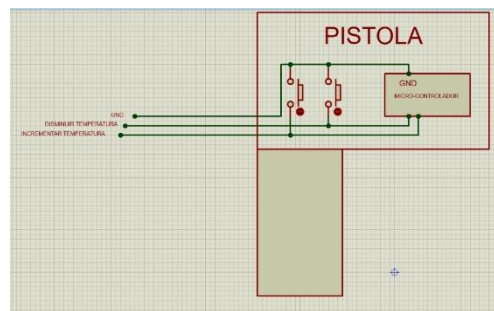 PISTOLA
GND
MICRO-CONTROLADOR
GND
DISMINUIR TEMPERATURA
INCREMENTAR TEMPERATURA